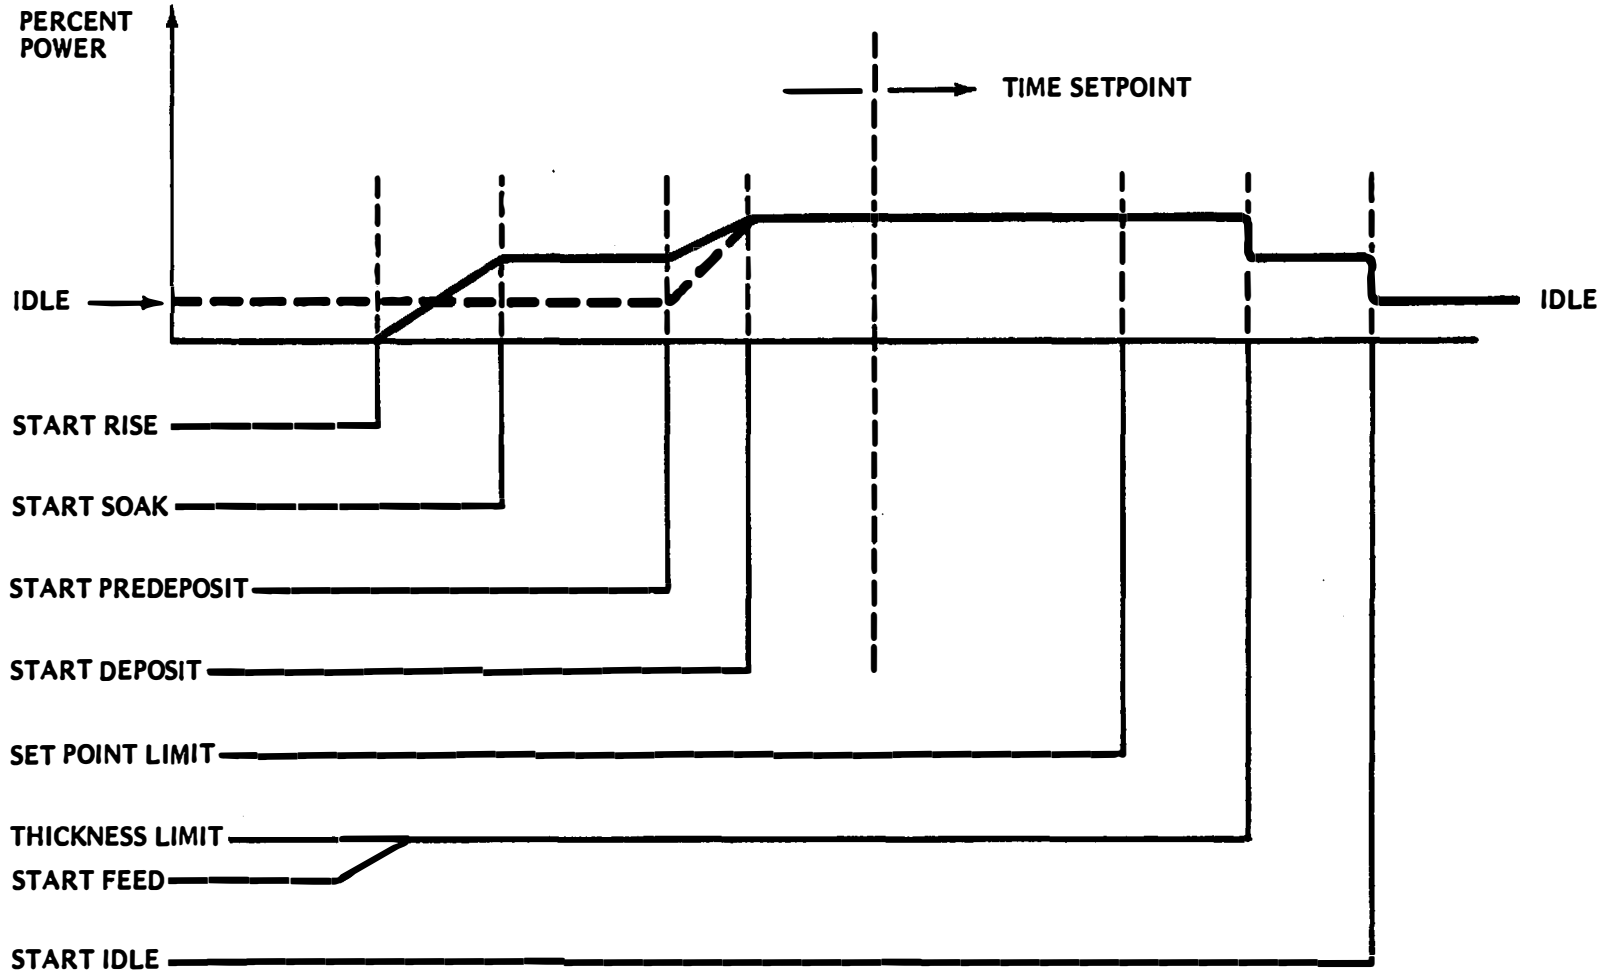 PERCENT
POWER
TIME SETPOINT
IDLE
IDLE
START RISE
START SOAK
START PREDEPOSIT
START DEPOSIT
SET POINT LIMIT
THICKNESS LIMIT
START FEED
START IDLE